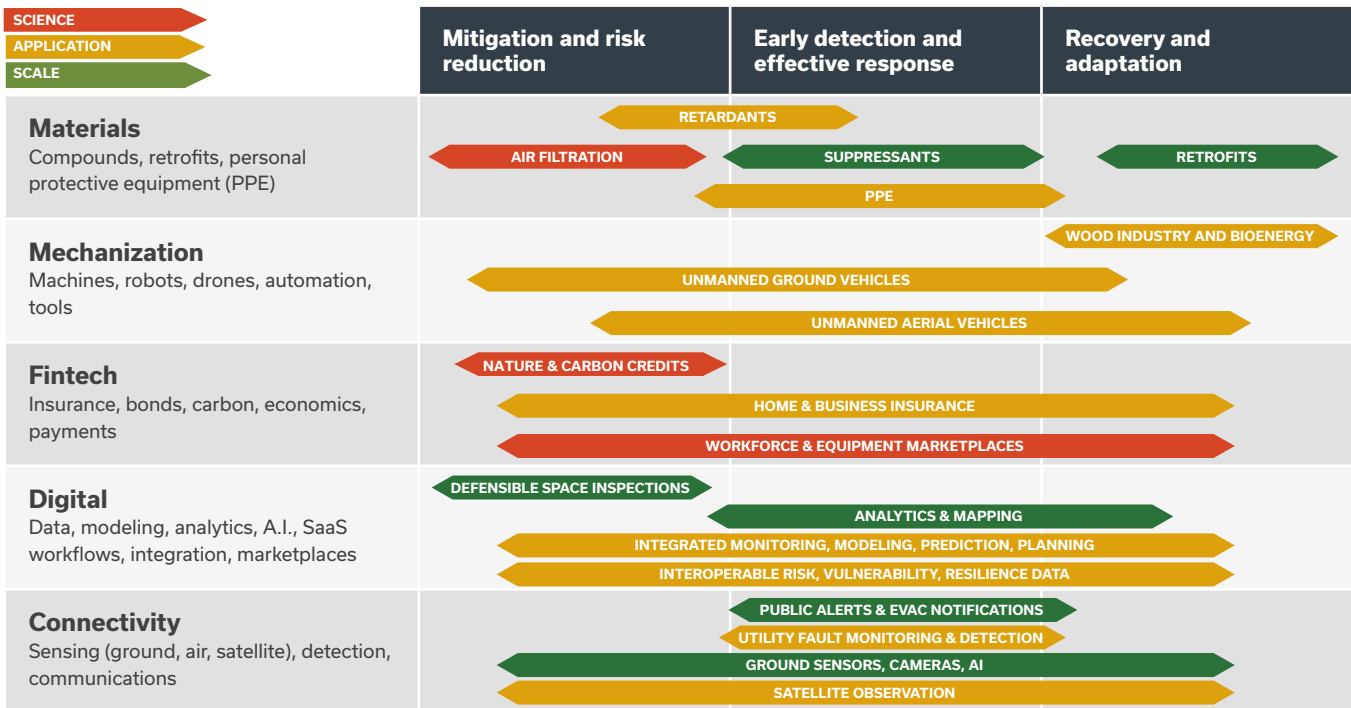 SCIENCE
APPLICATION
SCALE
Mitigation and risk
reduction
Early detection and
effective response
Recovery and
adaptation
Materials
Compounds, retrofits, personal
protective equipment (PPE)
RETARDANTS
AIR FILTRATION
SUPPRESSANTS
RETROFITS
PPE
Mechanization
Machines, robots, drones, automation,
tools
WOOD INDUSTRY AND BIOENERGY
UNMANNED GROUND VEHICLES
UNMANNED AERIAL VEHICLES
Fintech
Insurance, bonds, carbon, economics,
payments
NATURE & CARBON CREDITS
HOME & BUSINESS INSURANCE
WORKFORCE & EQUIPMENT MARKETPLACES
Digital
Data, modeling, analytics, A.I., SaaS
workflows, integration, marketplaces
DEFENSIBLE SPACE INSPECTIONS
ANALYTICS & MAPPING
INTEGRATED MONITORING, MODELING, PREDICTION, PLANNING
INTEROPERABLE RISK, VULNERABILITY, RESILIENCE DATA
Connectivity
Sensing (ground, air, satellite), detection,
communications
PUBLIC ALERTS & EVAC NOTIFICATIONS
UTILITY FAULT MONITORING & DETECTION
GROUND SENSORS, CAMERAS, AI
SATELLITE OBSERVATION